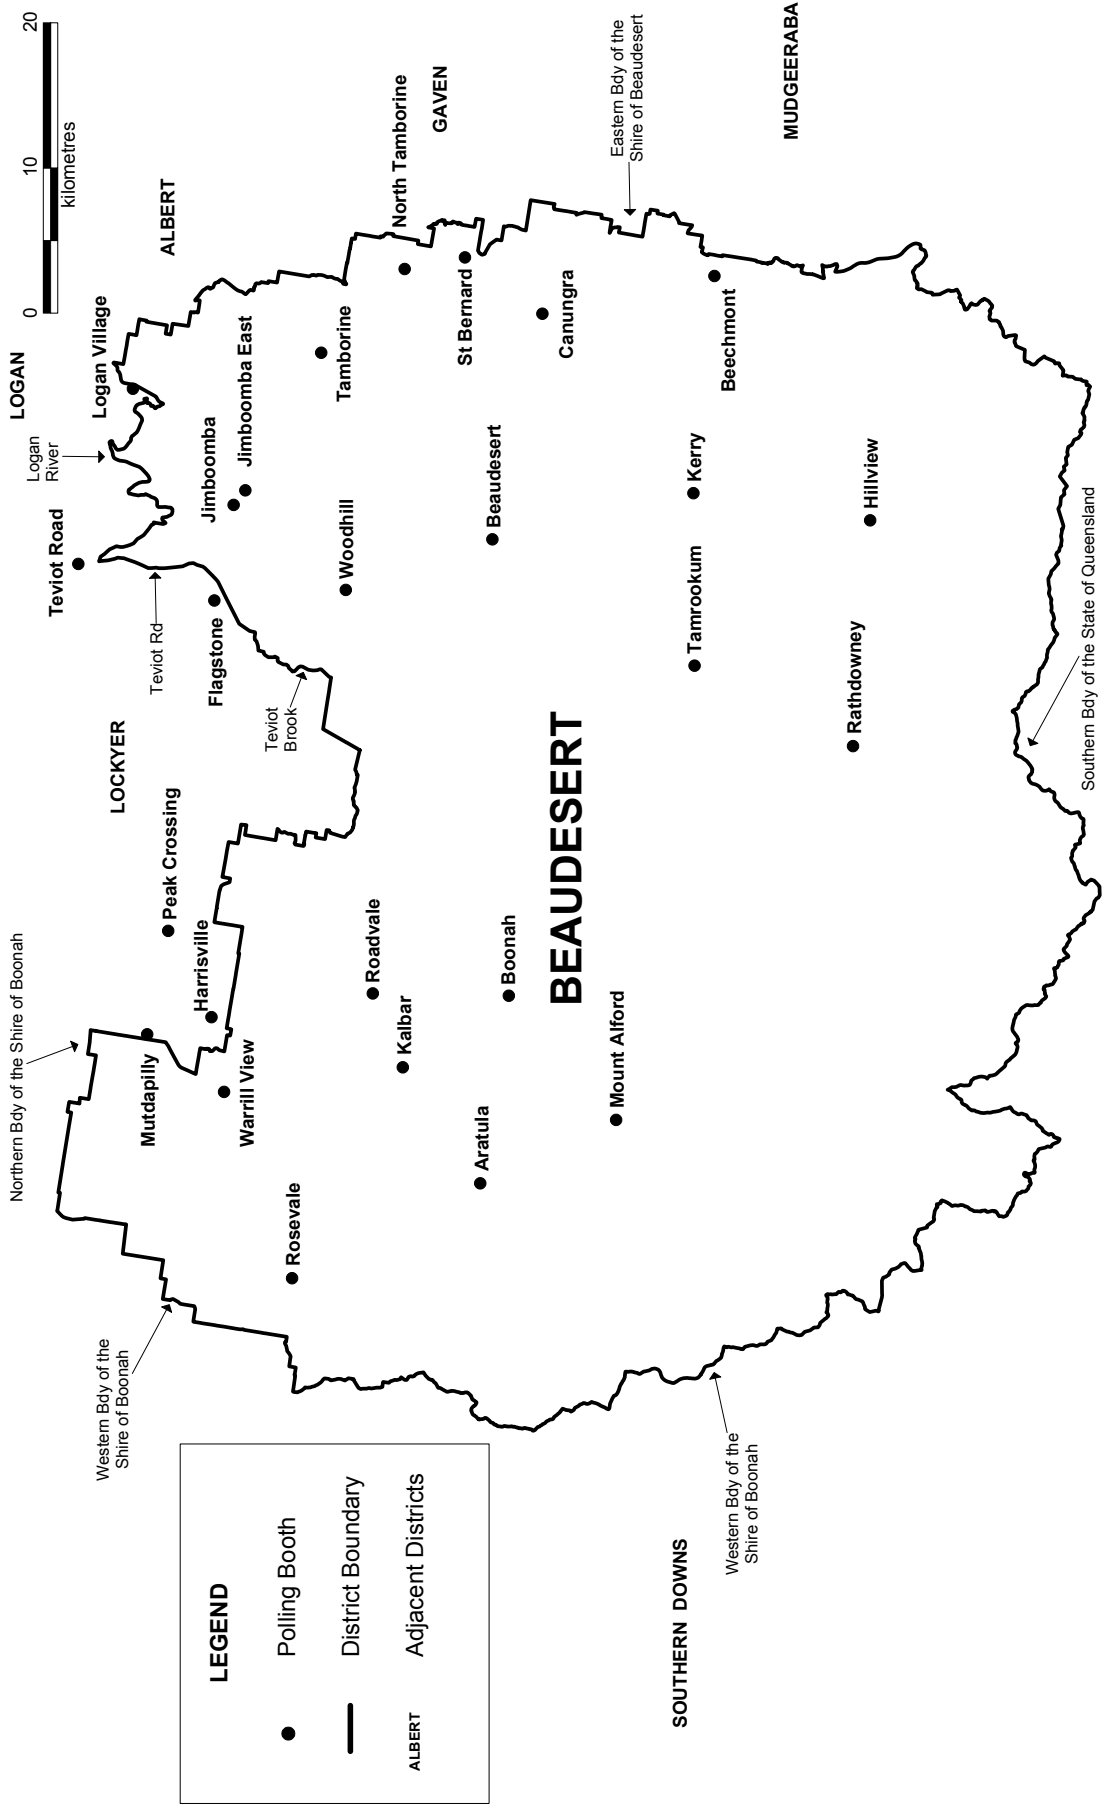 LOGAN
0 10 20
kilometres
ALBERT
Logan
River
Logan Village
Teviot Road
Northern Bdy of the Shire of Boonah
LOCKYER
Teviot Rd
Peak Crossing
Jimboomba
Jimboomba East
Flagstone
Harrisville
Mutdapilly
Warrill View
Teviot
Brook
Western Bdy of the
Shire of Boonah
Rosevale
Tamborine
Woodhill
Roadvale
North Tamborine
GAVEN
Kalbar
St Bernard
Beaudesert
Aratula
Boonah
Canungra
BEAUDESERT
Eastern Bdy of the
Shire of Beaudesert
Mount Alford
Kerry
Tamrookum
Beechmont
MUDGEERABA
SOUTHERN DOWNS
Western Bdy of the
Shire of Boonah
Rathdowney
Hillview
Southern Bdy of the State of Queensland
LEGEND
Polling Booth
District Boundary
ALBERT Adjacent Districts